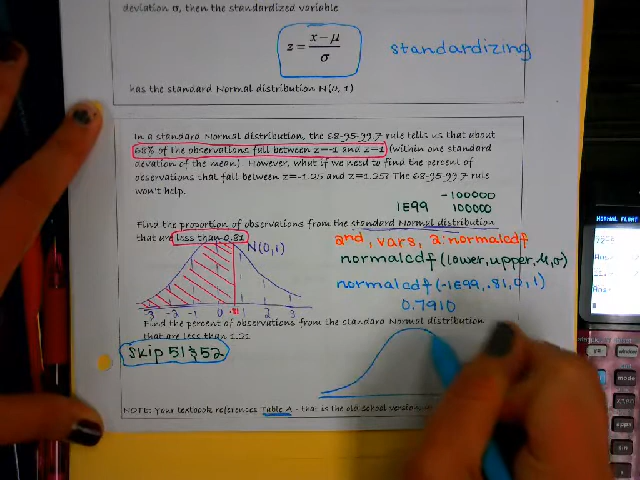 deviation σ, then the standardized variable
z = x-μ / σ
standardizing
has the standard Normal distribution N(0, 1)
In a standard Normal distribution, the 68-95-99.7 rule tells us that about
68% of the observations fall between z=-1 and z=1 (within one standard
deviation of the mean). However, what if we need to find the percent of
observations that fall between z=-1.25 and z=1.25? The 68-95-99.7 rule
won't help.
-100000
1E99 100000
Find the proportion of observations from the standard Normal distribution
that are less than 0.81
N(0,1)
2nd, vars, 2:normalcdf
normalcdf(lower,upper,μ,σ)
normalcdf(-1E99,.81,0,1)
0.7910
-3 -2 -1 0 .81 2 3
Find the percent of observations from the standard Normal distribution
that are less than 1.21
Skip 51 & 52
NOTE: Your textbook references Table A - that is the old school version